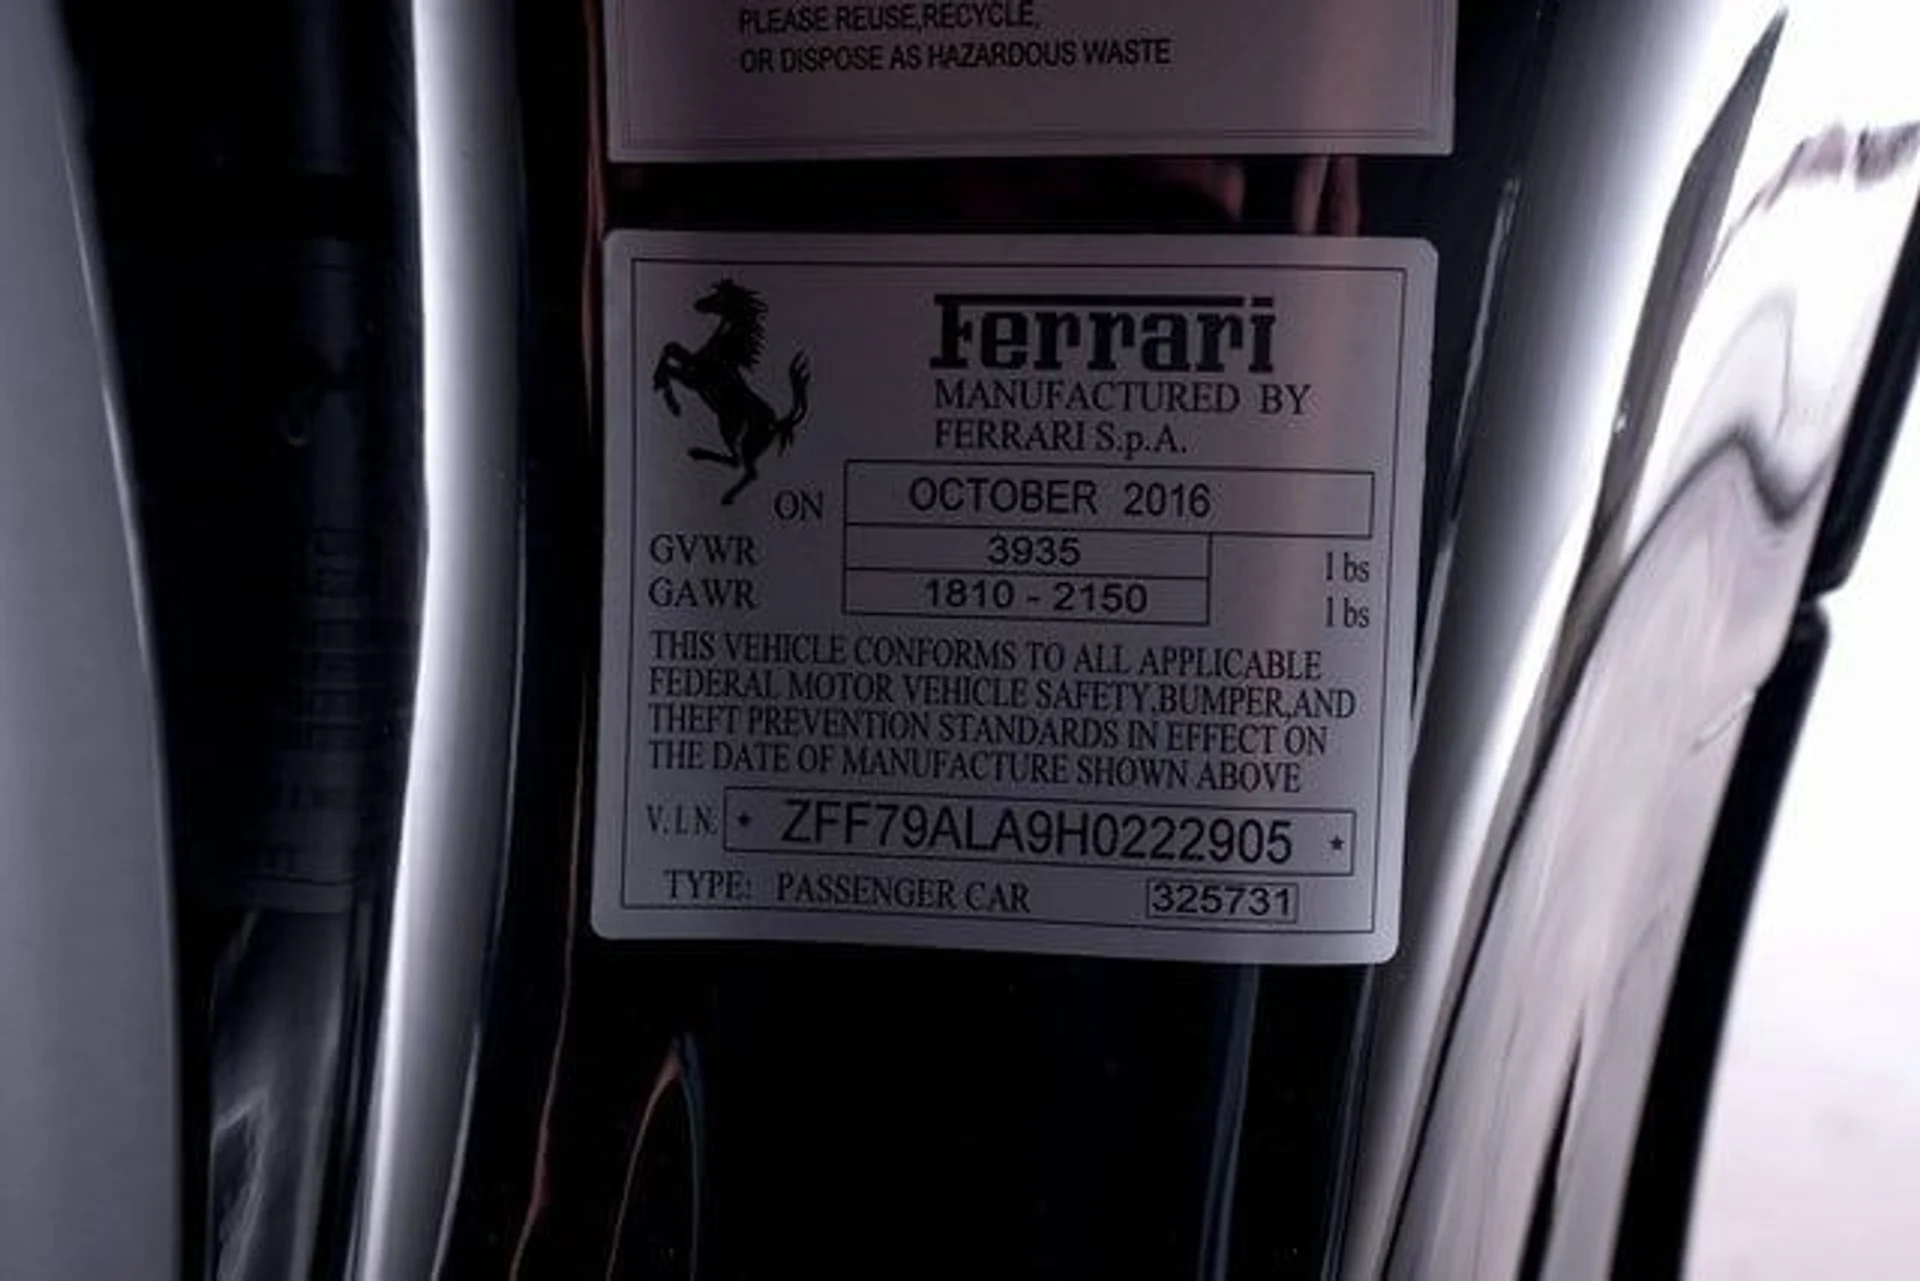 PLEASE REUSE,RECYCLE,
OR DISPOSE AS HAZARDOUS WASTE
Ferrari
MANUFACTURED BY
FERRARI S.p.A.
ON OCTOBER 2016
GVWR 3935 lbs
GAWR 1810 - 2150 lbs
THIS VEHICLE CONFORMS TO ALL APPLICABLE
FEDERAL MOTOR VEHICLE SAFETY,BUMPER,AND
THEFT PREVENTION STANDARDS IN EFFECT ON
THE DATE OF MANUFACTURE SHOWN ABOVE
V.I.N. * ZFF79ALA9H0222905 *
TYPE: PASSENGER CAR 325731